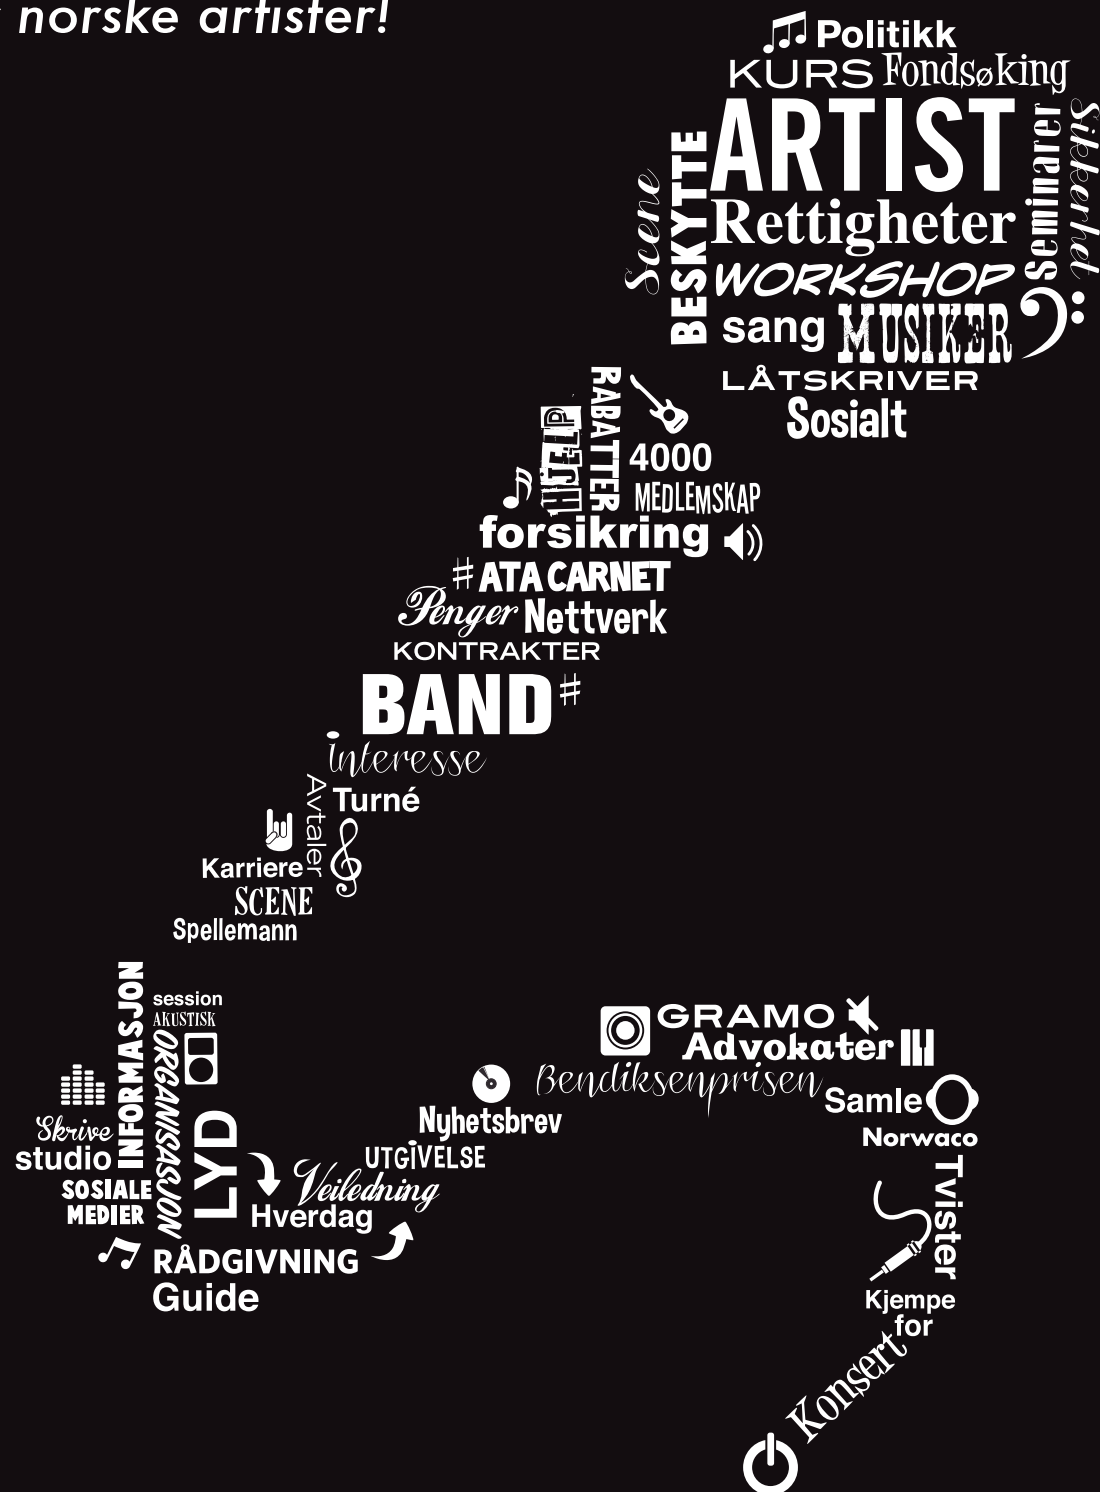 norske artister!
Politikk
KURS Fondsøking
ARTIST
Seminarer
Sikkerhet
Scene
BESKYTTE
Rettigheter
WORKSHOP
sang MUSIKER
LÅTSKRIVER
Sosialt
HJELP
RABATTER
4000
MEDLEMSKAP
forsikring
ATA CARNET
Penger Nettverk
KONTRAKTER
BAND
interesse
Avtaler
Turné
Karriere
SCENE
Spellemann
INFORMASJON
session
AKUSTISK
ORGANISASJON
LYD
Skrive
studio
SOSIALE
MEDIER
RÅDGIVNING
Guide
Hverdag
Veiledning
UTGIVELSE
Nyhetsbrev
Bendiksenprisen
GRAMO
Advokater
Samle
Norwaco
Tvister
Kjempe
for
Konsert